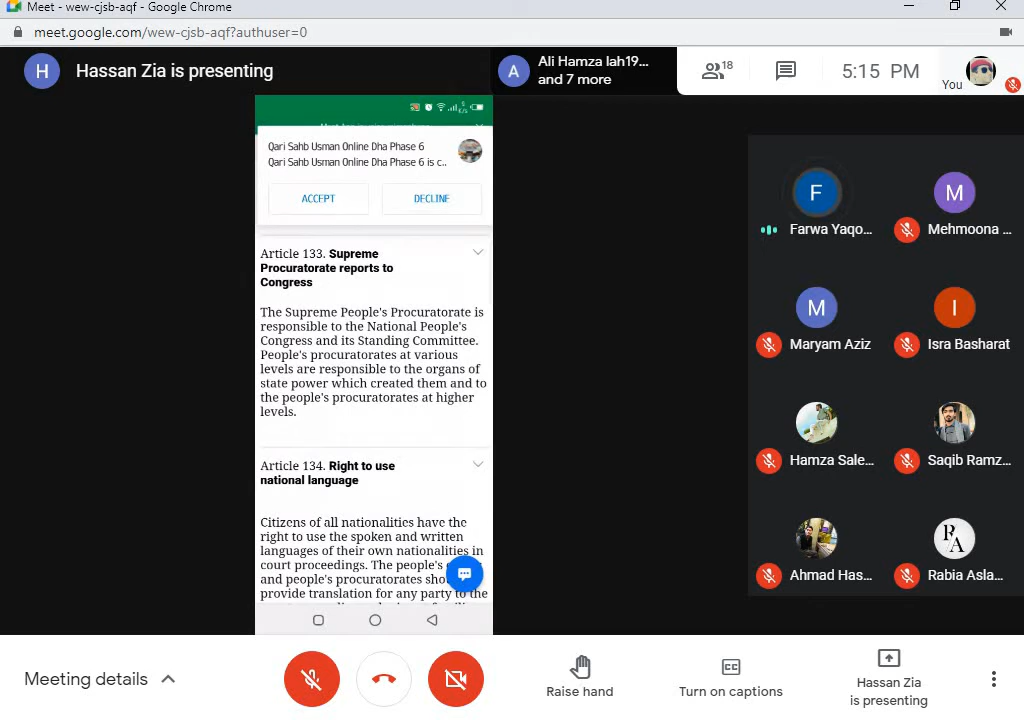 Meet - wew-cjsb-aqf - Google Chrome
meet.google.com/wew-cjsb-aqf?authuser=0
H
Hassan Zia is presenting
A
Ali Hamza lah19...
and 7 more
18
5:15 PM
You
Qari Sahb Usman Online Dha Phase 6
Qari Sahb Usman Online Dha Phase 6 is c..
ACCEPT
DECLINE
Article 133. Supreme
Procuratorate reports to
Congress
The Supreme People's Procuratorate is
responsible to the National People's
Congress and its Standing Committee.
People's procuratorates at various
levels are responsible to the organs of
state power which created them and to
the people's procuratorates at higher
levels.
Article 134. Right to use
national language
Citizens of all nationalities have the
right to use the spoken and written
languages of their own nationalities in
court proceedings. The people's
and people's procuratorates
provide translation for any party to the
F
Farwa Yaqo...
M
Mehmoona ...
M
Maryam Aziz
I
Isra Basharat
Hamza Sale...
Saqib Ramz...
Ahmad Has...
RA
Rabia Asla...
Meeting details
Raise hand
CC
Turn on captions
Hassan Zia
is presenting